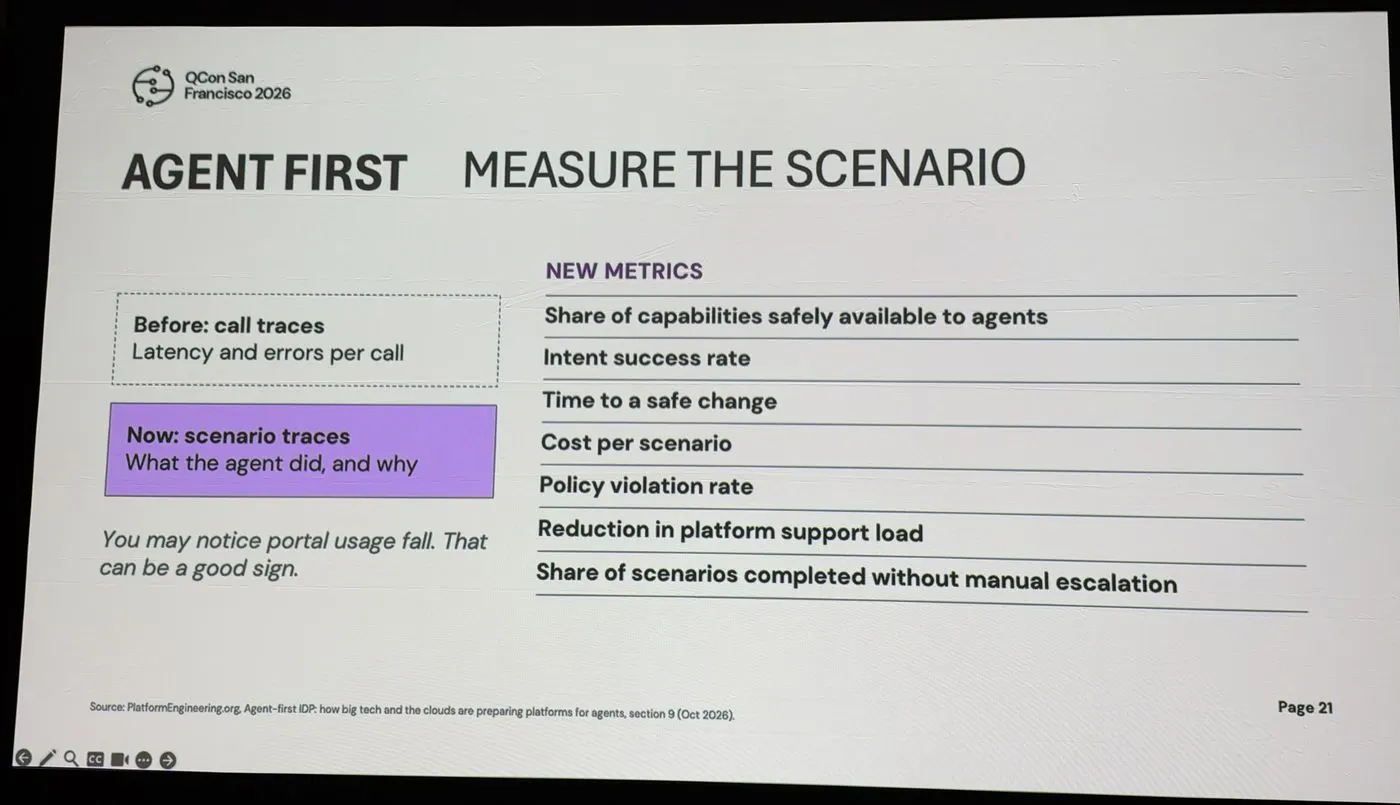 QCon San
Francisco 2026
AGENT FIRST MEASURE THE SCENARIO
Before: call traces
Latency and errors per call
Now: scenario traces
What the agent did, and why
You may notice portal usage fall. That
can be a good sign.
NEW METRICS
Share of capabilities safely available to agents
Intent success rate
Time to a safe change
Cost per scenario
Policy violation rate
Reduction in platform support load
Share of scenarios completed without manual escalation
Source: PlatformEngineering.org, Agent-first IDP: how big tech and the clouds are preparing platforms for agents, section 9 (Oct 2026).
Page 21
CC